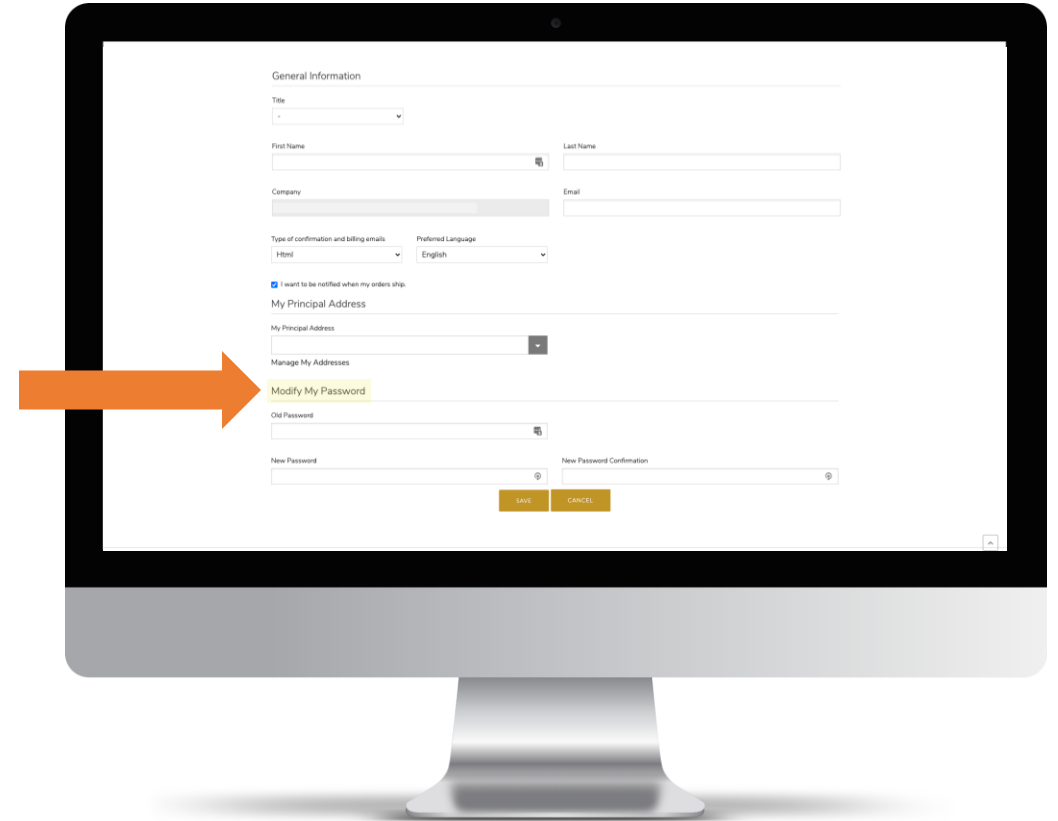 General Information
Title
-
First Name Last Name
Company Email
Type of confirmation and billing emails Preferred Language
Html English
I want to be notified when my orders ship.
My Principal Address
My Principal Address
Manage My Addresses
Modify My Password
Old Password
New Password New Password Confirmation
SAVE CANCEL